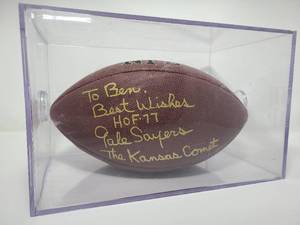 To Ben,
Best Wishes
HOF-77
Gale Sayers
The Kansas Comet